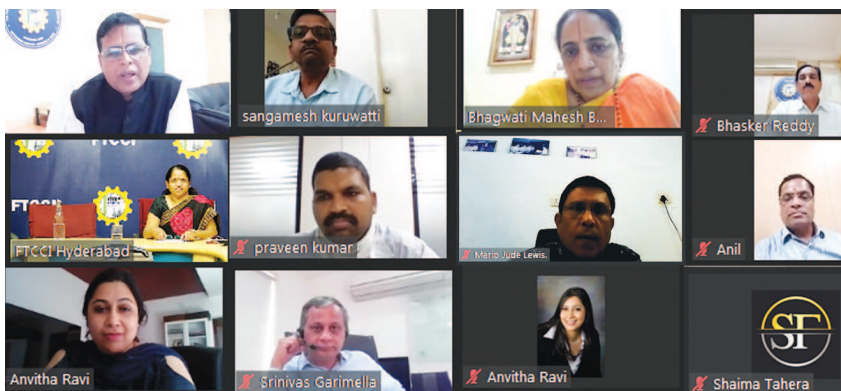 sangamesh kuruwatti
Bhagwati Mahesh B...
Bhasker Reddy
FTCCI
FTCCI Hyderabad
praveen kumar
Mario Jude Lewis.
Anil
Anvitha Ravi
Srinivas Garimella
Anvitha Ravi
SF
Shaima Tahera